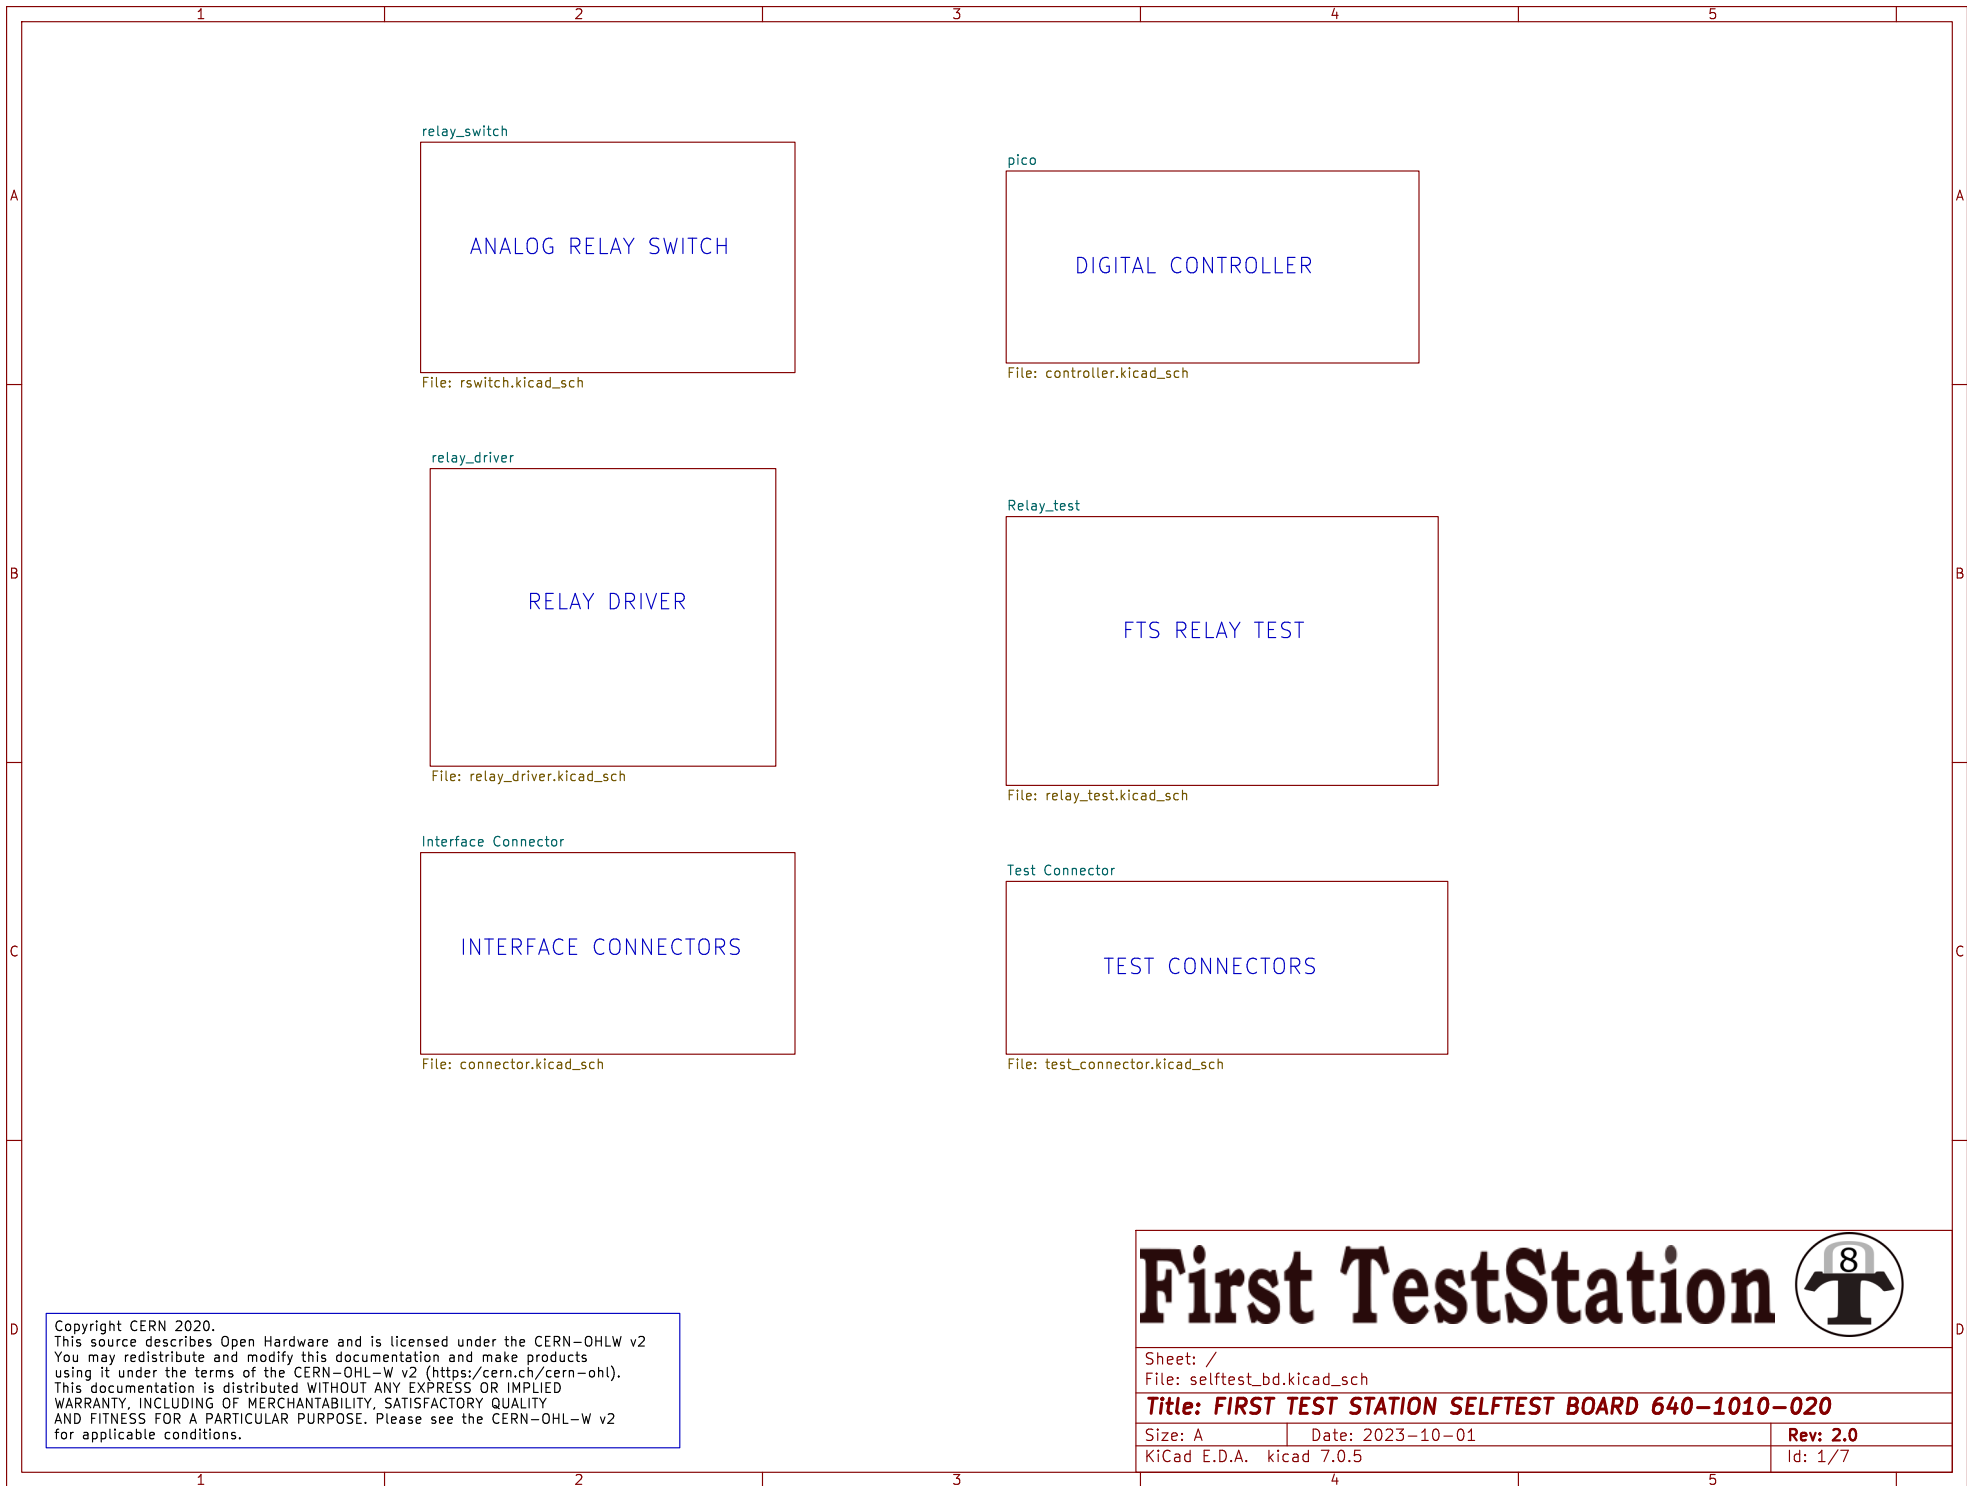 1 2 3 4 5
A A
relay_switch
ANALOG RELAY SWITCH
File: rswitch.kicad_sch
pico
DIGITAL CONTROLLER
File: controller.kicad_sch
B B
relay_driver
RELAY DRIVER
File: relay_driver.kicad_sch
Relay_test
FTS RELAY TEST
File: relay_test.kicad_sch
C C
Interface Connector
INTERFACE CONNECTORS
File: connector.kicad_sch
Test Connector
TEST CONNECTORS
File: test_connector.kicad_sch
D D
Copyright CERN 2020.
This source describes Open Hardware and is licensed under the CERN-OHLW v2
You may redistribute and modify this documentation and make products
using it under the terms of the CERN-OHL-W v2 (https:/cern.ch/cern-ohl).
This documentation is distributed WITHOUT ANY EXPRESS OR IMPLIED
WARRANTY, INCLUDING OF MERCHANTABILITY, SATISFACTORY QUALITY
AND FITNESS FOR A PARTICULAR PURPOSE. Please see the CERN-OHL-W v2
for applicable conditions.
First TestStation
8
T
Sheet: /
File: selftest_bd.kicad_sch
Title: FIRST TEST STATION SELFTEST BOARD 640-1010-020
Size: A Date: 2023-10-01 Rev: 2.0
KiCad E.D.A. kicad 7.0.5 Id: 1/7
1 2 3 4 5